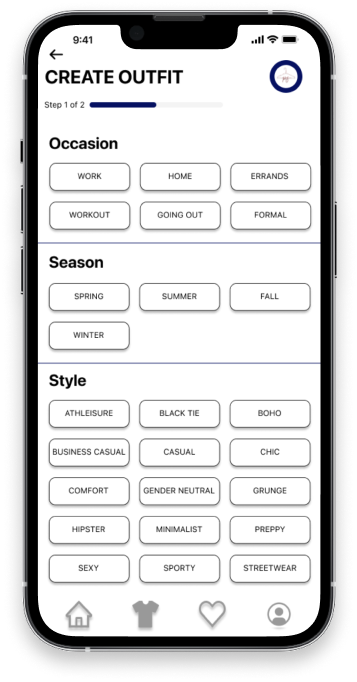 9:41
CREATE OUTFIT
Step 1 of 2
Occasion
WORK HOME ERRANDS
WORKOUT GOING OUT FORMAL
Season
SPRING SUMMER FALL
WINTER
Style
ATHLEISURE BLACK TIE BOHO
BUSINESS CASUAL CASUAL CHIC
COMFORT GENDER NEUTRAL GRUNGE
HIPSTER MINIMALIST PREPPY
SEXY SPORTY STREETWEAR